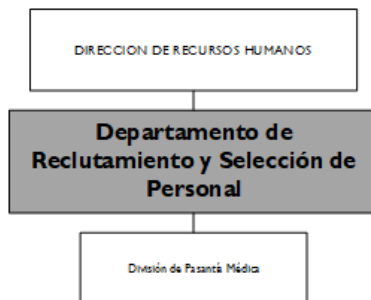 DIRECCION DE RECURSOS HUMANOS
Departamento de
Reclutamiento y Selección de
Personal
División de Pasantía Médica